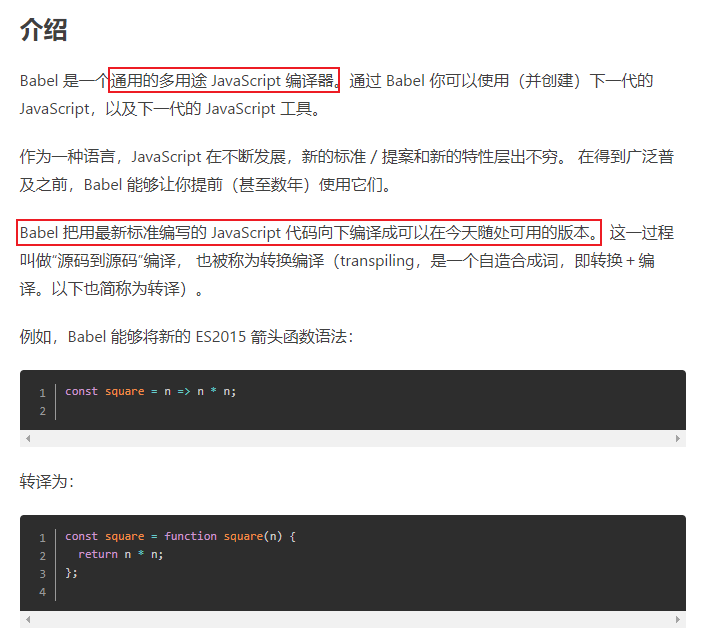 介绍
Babel 是一个通用的多用途 JavaScript 编译器。通过 Babel 你可以使用（并创建）下一代的
JavaScript，以及下一代的 JavaScript 工具。
作为一种语言，JavaScript 在不断发展，新的标准 / 提案和新的特性层出不穷。 在得到广泛普
及之前，Babel 能够让你提前（甚至数年）使用它们。
Babel 把用最新标准编写的 JavaScript 代码向下编译成可以在今天随处可用的版本。 这一过程
叫做“源码到源码”编译， 也被称为转换编译（transpiling，是一个自造合成词，即转换＋编
译。以下也简称为转译）。
例如，Babel 能够将新的 ES2015 箭头函数语法：
1 const square = n => n * n;
2
转译为：
1 const square = function square(n) {
2   return n * n;
3 };
4